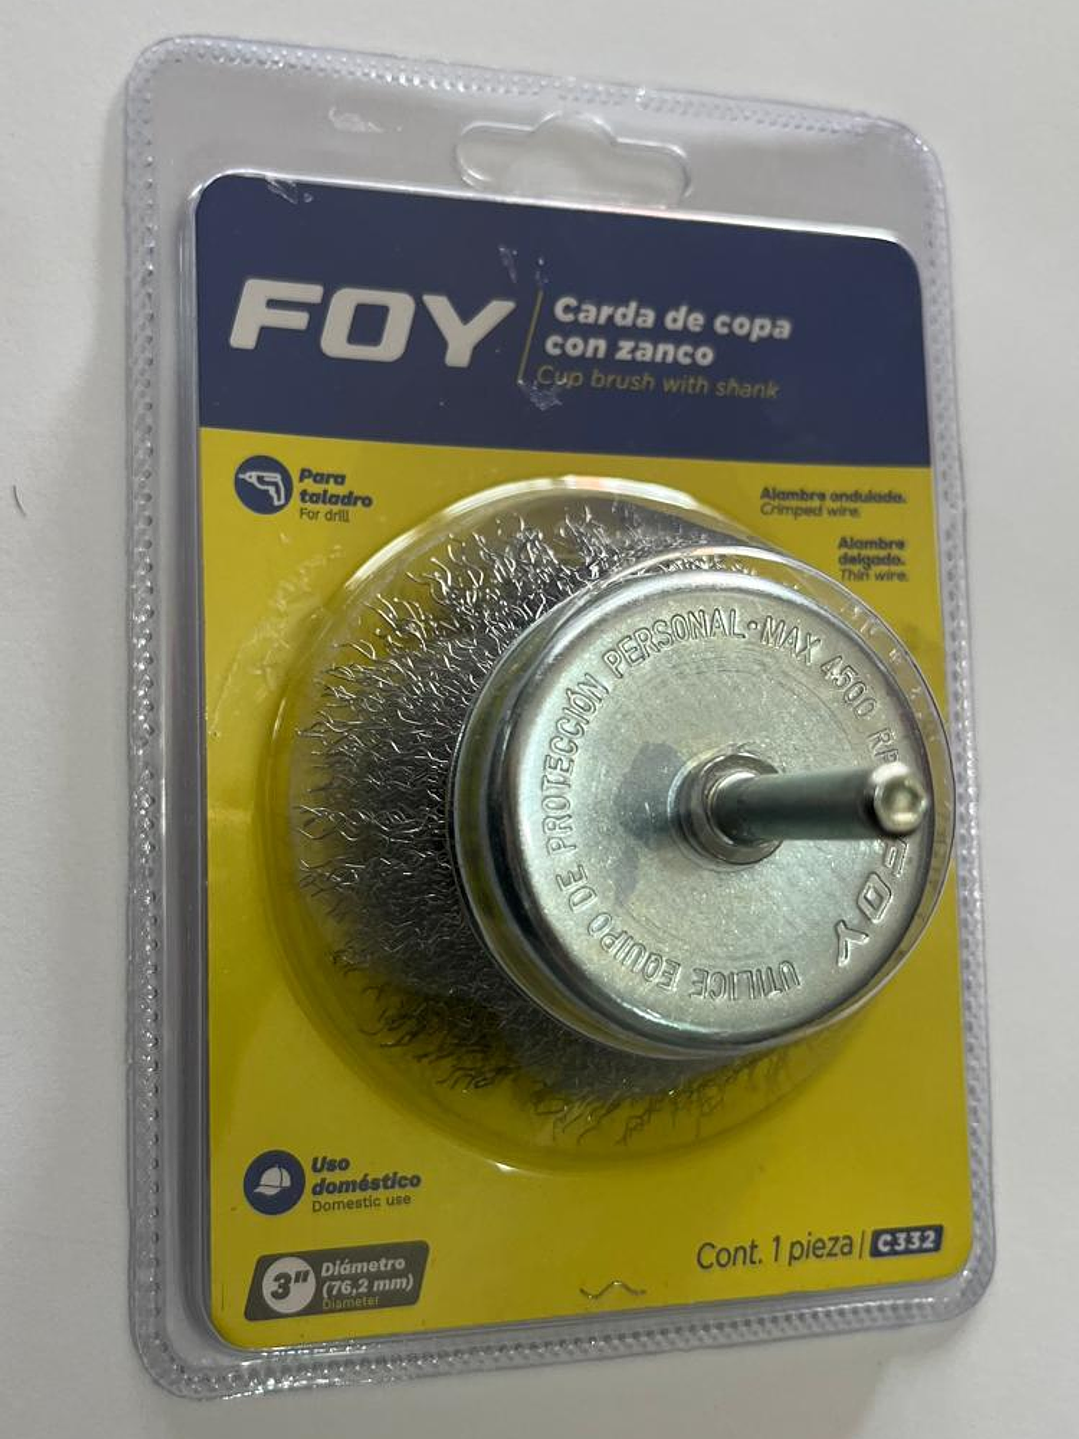 FOY
Carda de copa
con zanco
Cup brush with shank
Para
taladro
For drill
Alambre ondulado.
Crimped wire.
Alambre
delgado.
Thin wire.
UTILICE EQUIPO DE PROTECCIÓN PERSONAL · MAX 4500 RP
FOY
Uso
doméstico
Domestic use
3" Diámetro
(76,2 mm)
Diameter
Cont. 1 pieza | C332